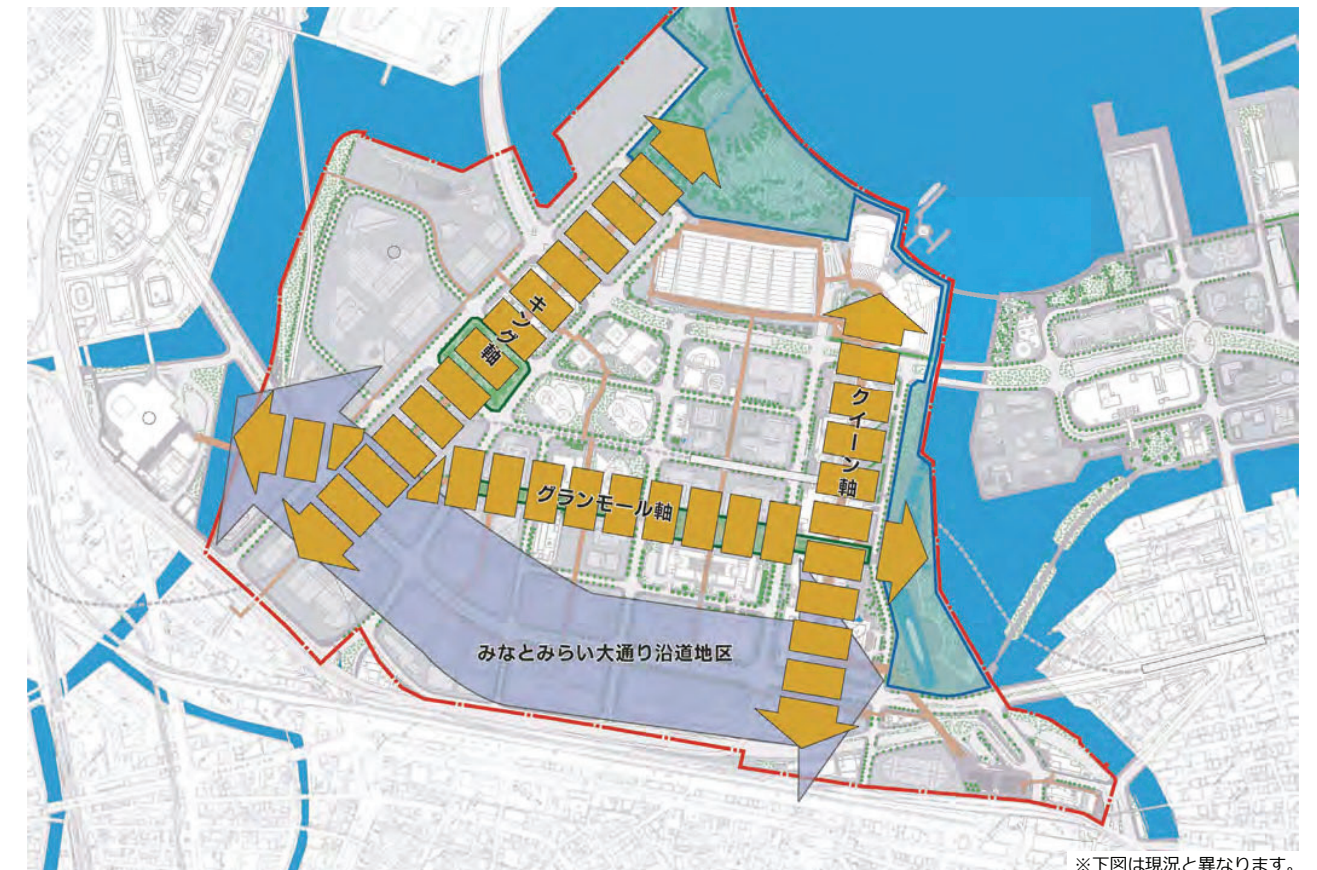 キング軸
クイーン軸
グランモール軸
みなとみらい大通り沿道地区
※下図は現況と異なります。